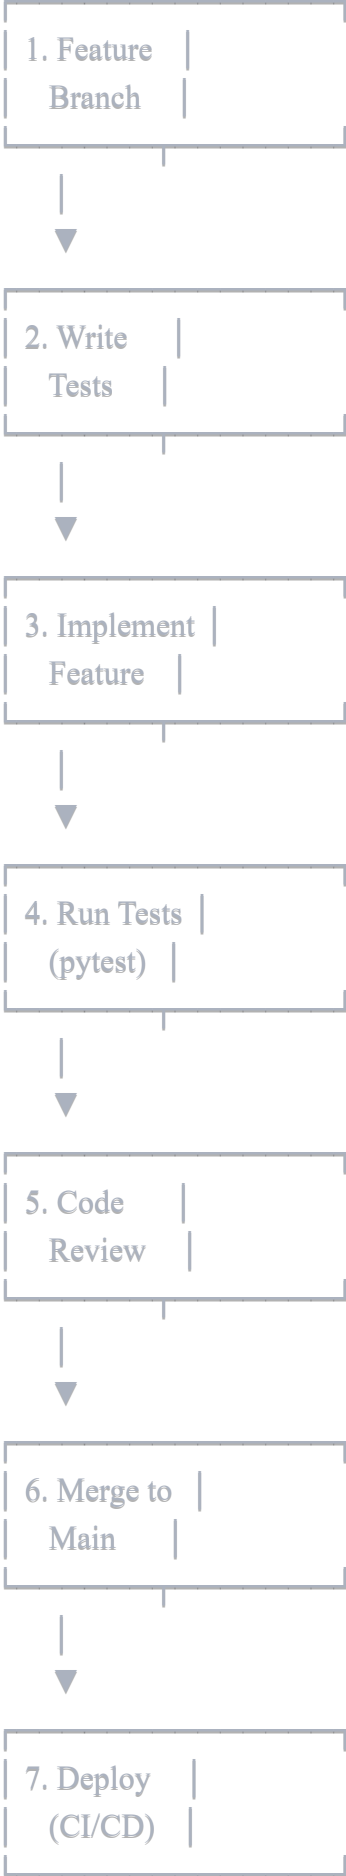 1. Feature
Branch
2. Write
Tests
3. Implement
Feature
4. Run Tests
(pytest)
5. Code
Review
6. Merge to
Main
7. Deploy
(CI/CD)